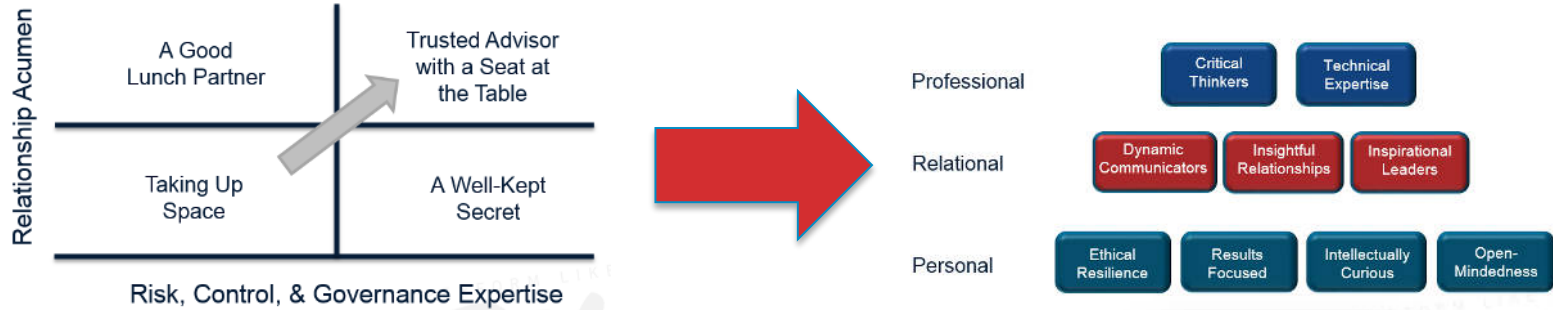 Relationship Acumen
A Good
Lunch Partner
Trusted Advisor
with a Seat at
the Table
Taking Up
Space
A Well-Kept
Secret
Risk, Control, & Governance Expertise
Professional
Critical
Thinkers
Technical
Expertise
Relational
Dynamic
Communicators
Insightful
Relationships
Inspirational
Leaders
Personal
Ethical
Resilience
Results
Focused
Intellectually
Curious
Open-
Mindedness